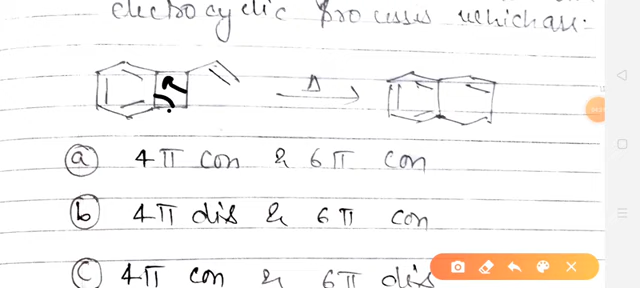 electrocyclic processes which are:-
Δ
(a) 4π con & 6π con
(b) 4π dis & 6π con
(c) 4π con & 6π dis